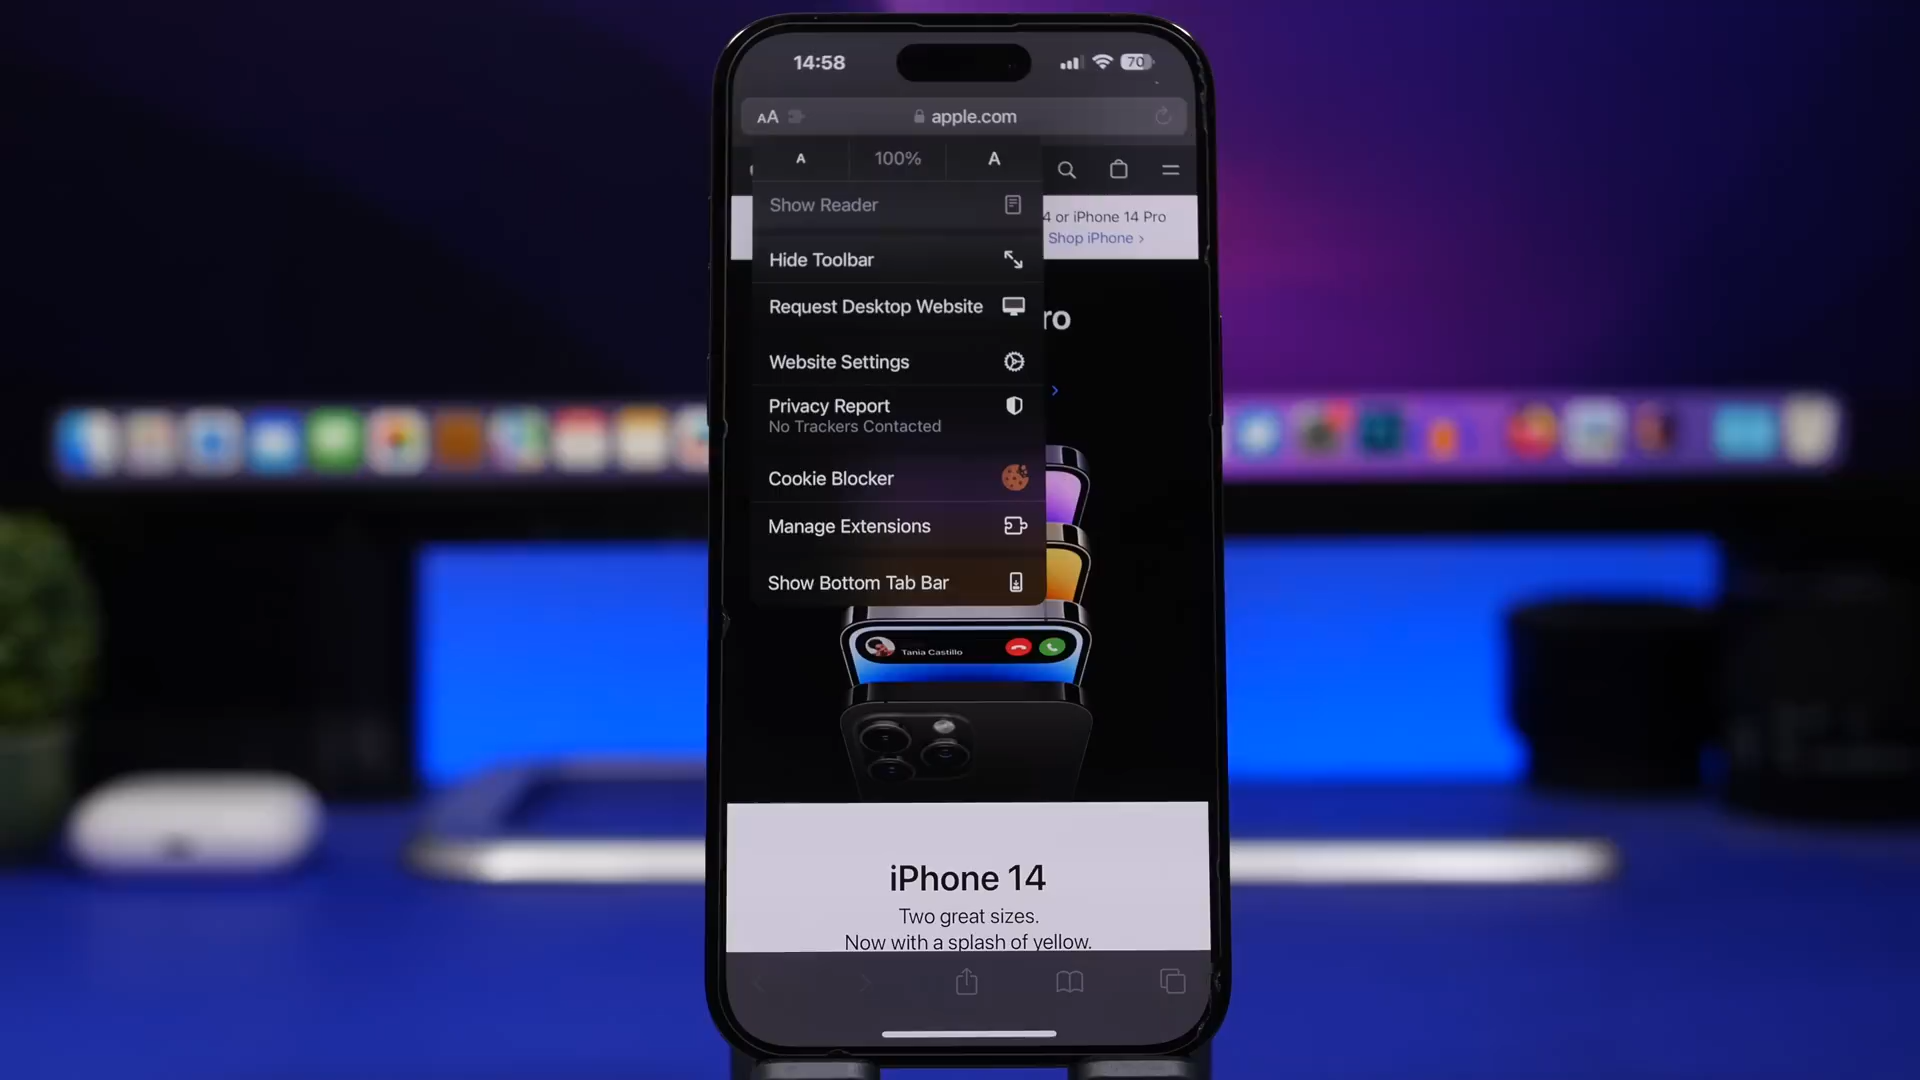 14:58
70
AA
apple.com
A
100%
A
Show Reader
4 or iPhone 14 Pro
Shop iPhone >
Hide Toolbar
Request Desktop Website
ro
Website Settings
>
Privacy Report
No Trackers Contacted
Cookie Blocker
Manage Extensions
Show Bottom Tab Bar
Tania Castillo
iPhone 14
Two great sizes.
Now with a splash of yellow.